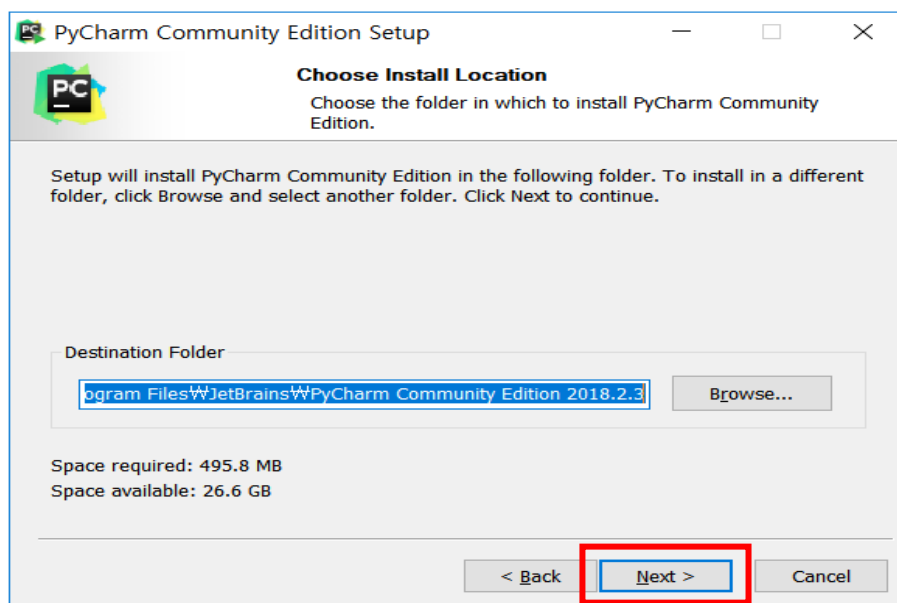 PC PyCharm Community Edition Setup
PC
Choose Install Location
Choose the folder in which to install PyCharm Community
Edition.
Setup will install PyCharm Community Edition in the following folder. To install in a different
folder, click Browse and select another folder. Click Next to continue.
Destination Folder
ogram Files₩JetBrains₩PyCharm Community Edition 2018.2.3
Browse...
Space required: 495.8 MB
Space available: 26.6 GB
< Back
Next >
Cancel